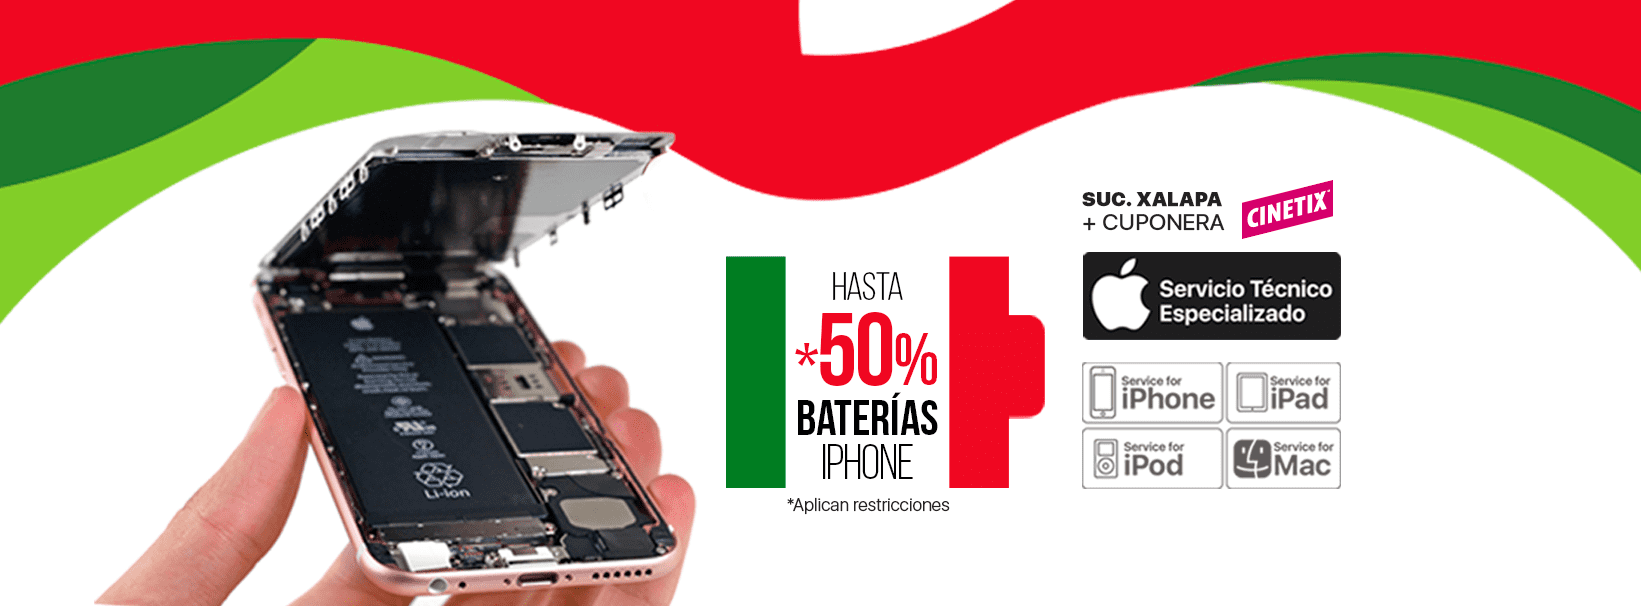 SUC. XALAPA
+ CUPONERA
CINETIX
Servicio Técnico
Especializado
HASTA
*50%
BATERÍAS
IPHONE
*Aplican restricciones
Service for
iPhone
Service for
iPad
Service for
iPod
Service for
Mac
Li-ion